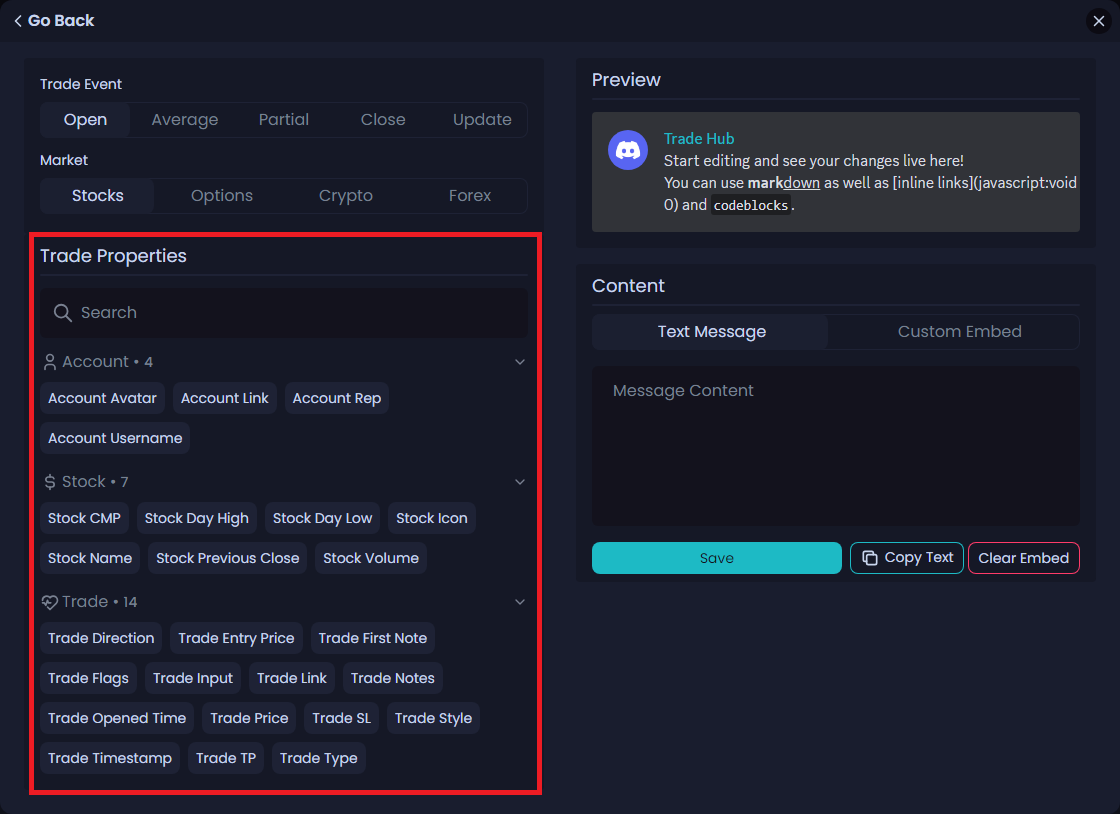 Go Back
Trade Event
Open Average Partial Close Update
Market
Stocks Options Crypto Forex
Trade Properties
Search
Account • 4
Account Avatar Account Link Account Rep
Account Username
Stock • 7
Stock CMP Stock Day High Stock Day Low Stock Icon
Stock Name Stock Previous Close Stock Volume
Trade • 14
Trade Direction Trade Entry Price Trade First Note
Trade Flags Trade Input Trade Link Trade Notes
Trade Opened Time Trade Price Trade SL Trade Style
Trade Timestamp Trade TP Trade Type
Preview
Trade Hub
Start editing and see your changes live here!
You can use markdown as well as [inline links](javascript:void
0) and codeblocks.
Content
Text Message Custom Embed
Message Content
Save Copy Text Clear Embed